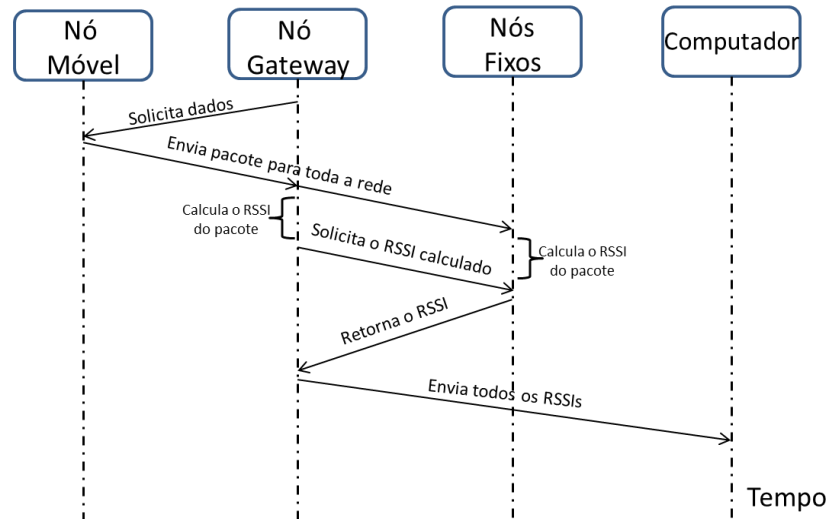 Nó
Móvel
Nó
Gateway
Nós
Fixos
Computador
Solicita dados
Envia pacote para toda a rede
Calcula o RSSI
do pacote
Solicita o RSSI calculado
Calcula o RSSI
do pacote
Retorna o RSSI
Envia todos os RSSIs
Tempo